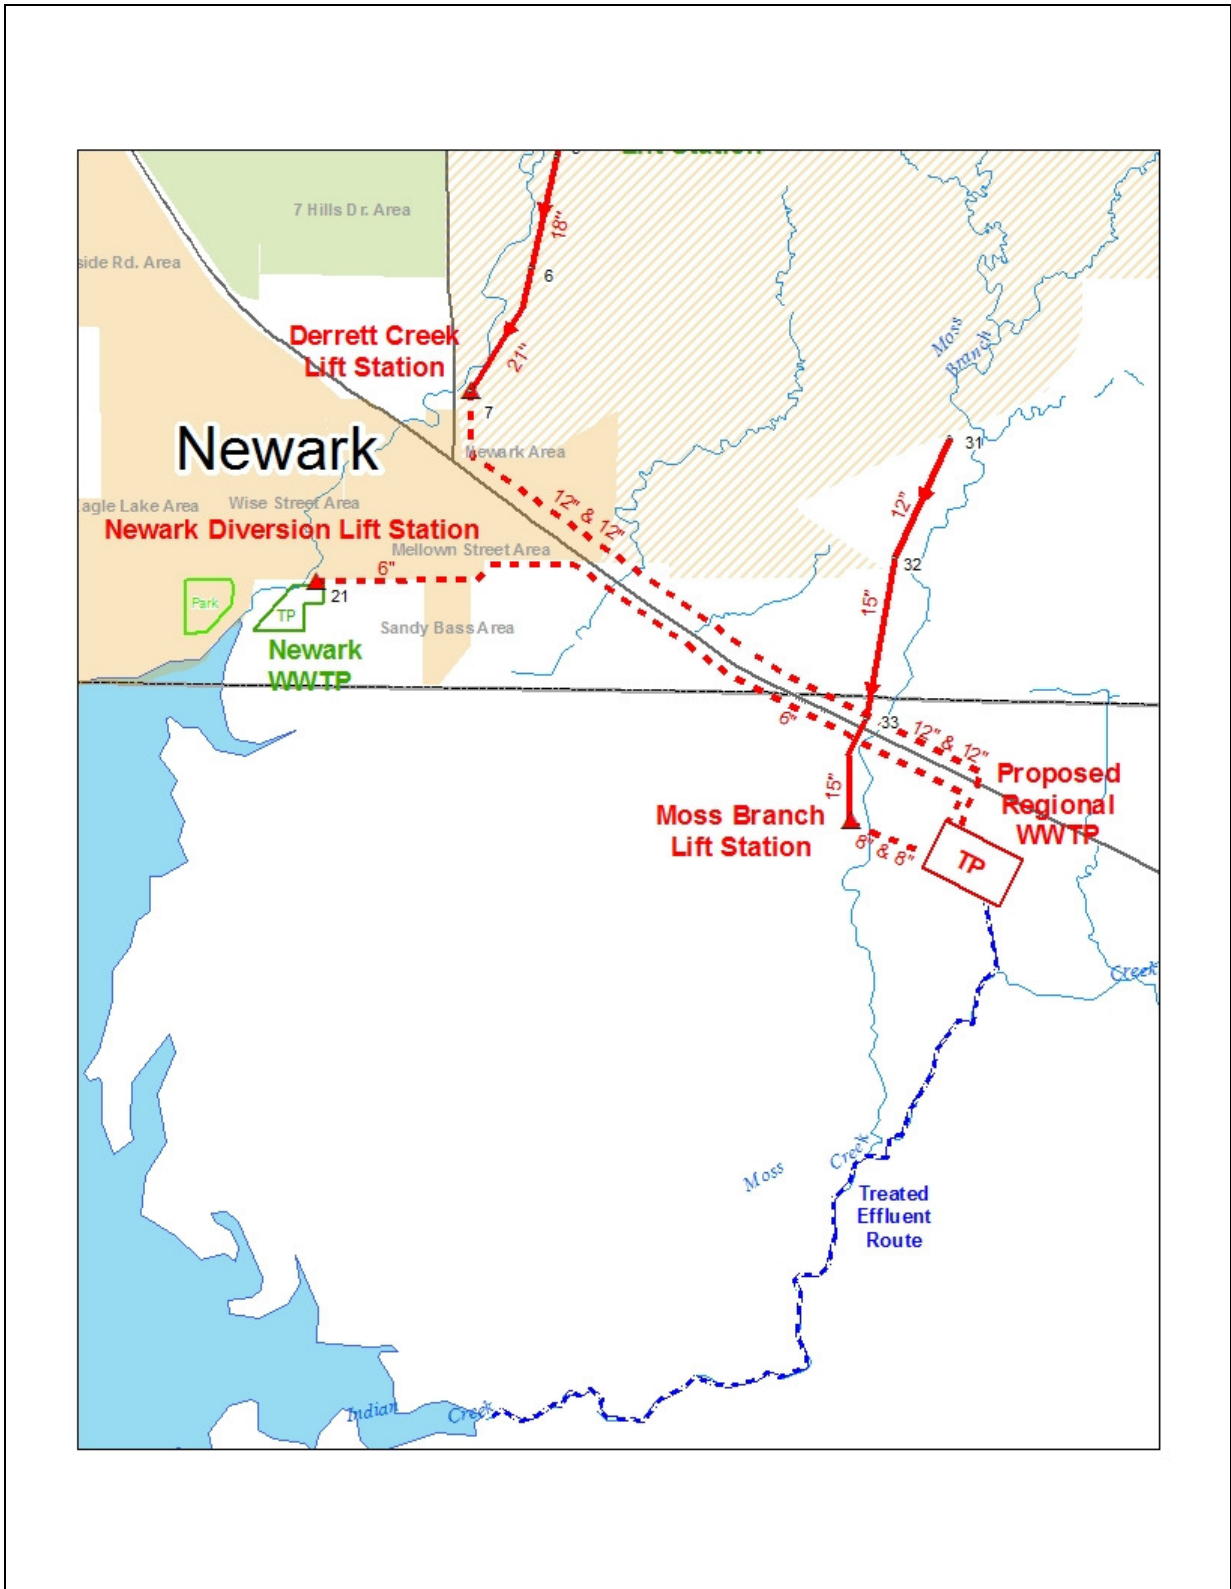 Lift Station
7 Hills Dr. Area
18"
side Rd. Area
6
Derrett Creek
Lift Station
21"
Moss
Branch
7
31
Newark
Newark Area
12" & 12"
12"
agle Lake Area
Wise Street Area
Newark Diversion Lift Station
Mellown Street Area
6"
32
21
Park
TP
15"
Sandy Bass Area
Newark
WWTP
6"
33
12" & 12"
Proposed
Regional
WWTP
15"
Moss Branch
Lift Station
8" & 8"
TP
Creek
Moss
Creek
Treated
Effluent
Route
Indian
Creek